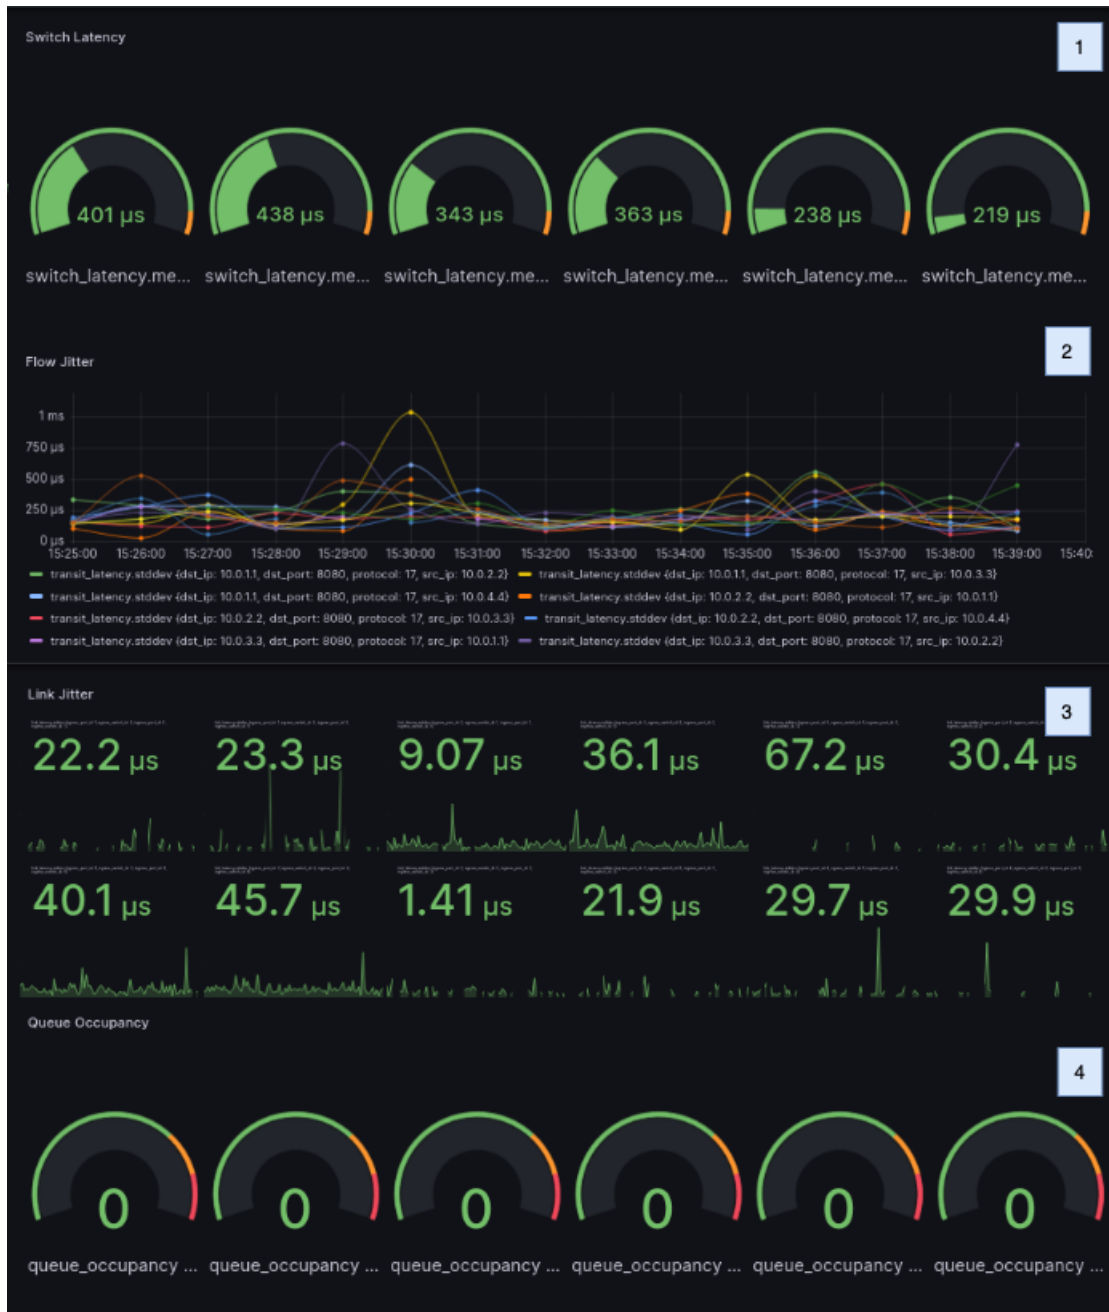 Switch Latency
1
401 µs
438 µs
343 µs
363 µs
238 µs
219 µs
switch_latency.me...
switch_latency.me...
switch_latency.me...
switch_latency.me...
switch_latency.me...
switch_latency.me...
2
Flow Jitter
1 ms
750 µs
500 µs
250 µs
0 µs
15:25:00 15:26:00 15:27:00 15:28:00 15:29:00 15:30:00 15:31:00 15:32:00 15:33:00 15:34:00 15:35:00 15:36:00 15:37:00 15:38:00 15:39:00 15:40:
transit_latency.stddev {dst_ip: 10.0.1.1, dst_port: 8080, protocol: 17, src_ip: 10.0.2.2}
transit_latency.stddev {dst_ip: 10.0.1.1, dst_port: 8080, protocol: 17, src_ip: 10.0.3.3}
transit_latency.stddev {dst_ip: 10.0.1.1, dst_port: 8080, protocol: 17, src_ip: 10.0.4.4}
transit_latency.stddev {dst_ip: 10.0.2.2, dst_port: 8080, protocol: 17, src_ip: 10.0.1.1}
transit_latency.stddev {dst_ip: 10.0.2.2, dst_port: 8080, protocol: 17, src_ip: 10.0.3.3}
transit_latency.stddev {dst_ip: 10.0.2.2, dst_port: 8080, protocol: 17, src_ip: 10.0.4.4}
transit_latency.stddev {dst_ip: 10.0.3.3, dst_port: 8080, protocol: 17, src_ip: 10.0.1.1}
transit_latency.stddev {dst_ip: 10.0.3.3, dst_port: 8080, protocol: 17, src_ip: 10.0.2.2}
Link Jitter
3
22.2 µs
23.3 µs
9.07 µs
36.1 µs
67.2 µs
30.4 µs
40.1 µs
45.7 µs
1.41 µs
21.9 µs
29.7 µs
29.9 µs
Queue Occupancy
4
0
0
0
0
0
0
queue_occupancy ...
queue_occupancy ...
queue_occupancy ...
queue_occupancy ...
queue_occupancy ...
queue_occupancy ...